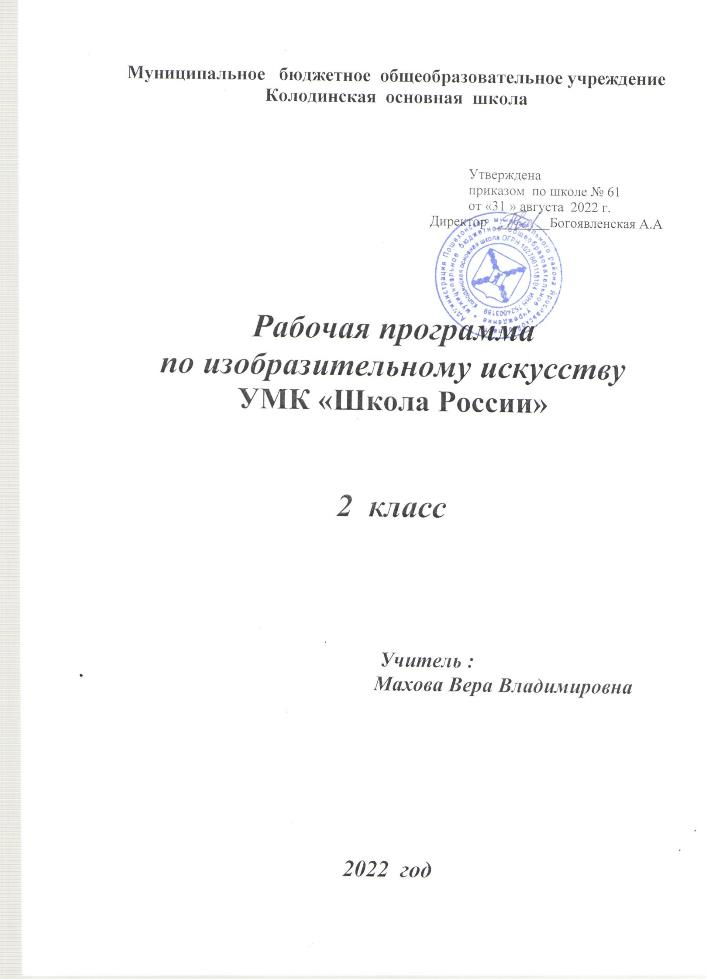 Муниципальное бюджетное общеобразовательное учреждение
Колодинская основная школа
Утверждена
приказом по школе № 61
от «31 » августа 2022 г.
Директор Богоявленская А.А
Рабочая программа
по изобразительному искусству
УМК «Школа России»
2 класс
Учитель :
Махова Вера Владимировна
2022 год